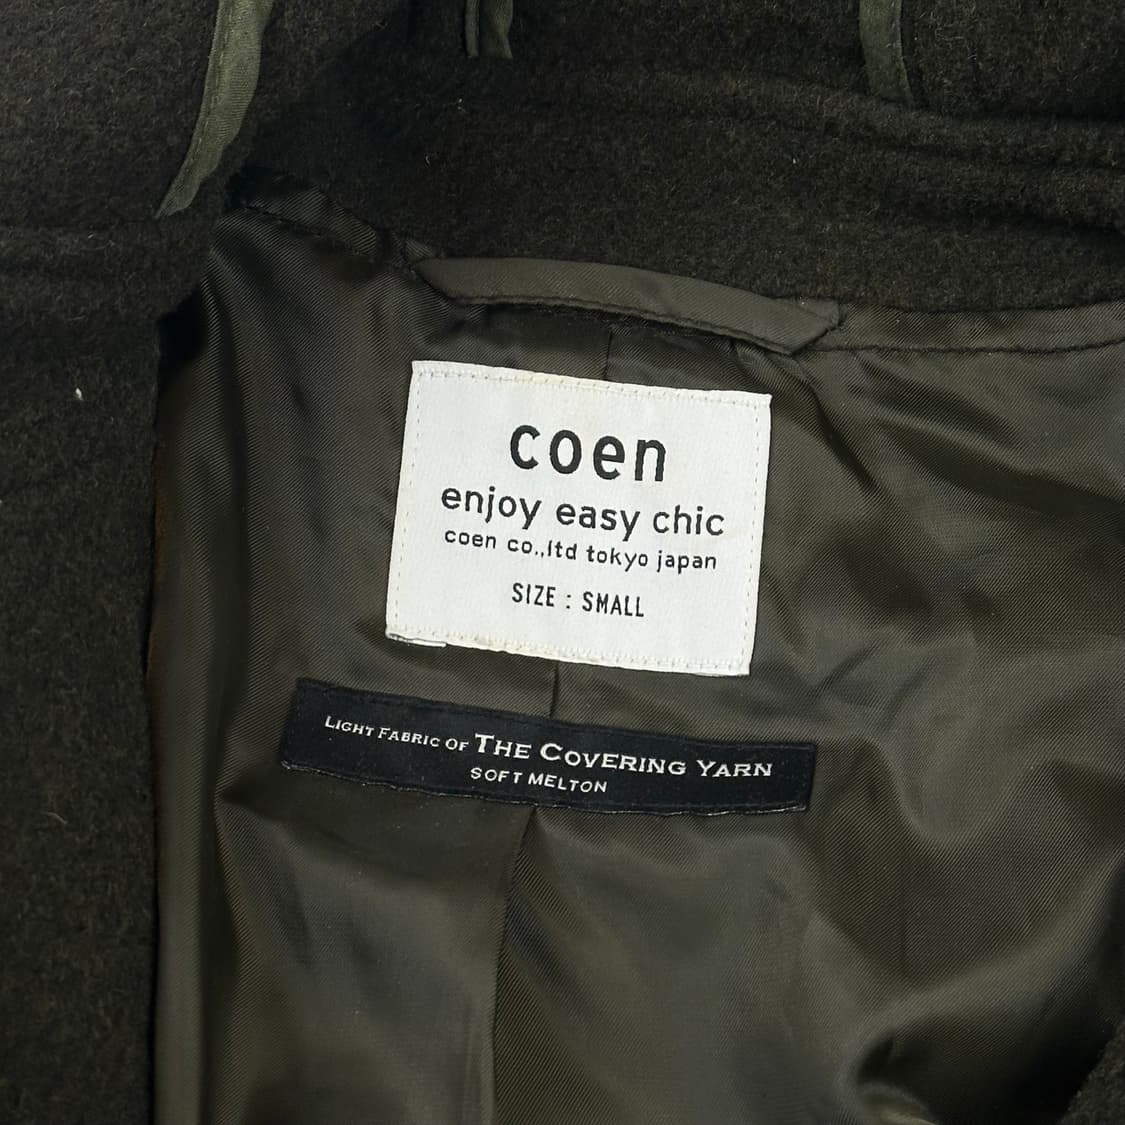 coen
enjoy easy chic
coen co.,ltd tokyo japan
SIZE : SMALL
LIGHT FABRIC OF THE COVERING YARN
SOFT MELTON